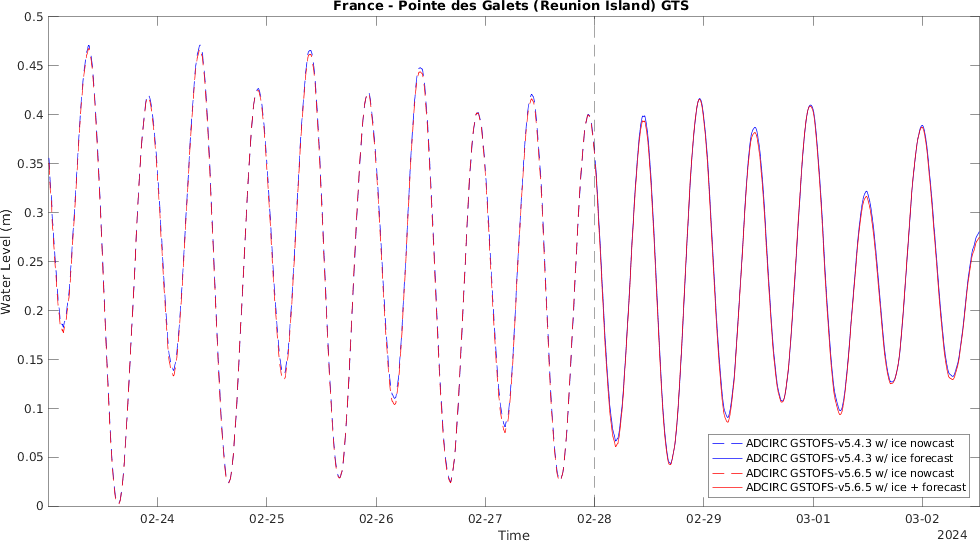 France - Pointe des Galets (Reunion Island) GTS
0.5
0.45
0.4
0.35
0.3
0.25
0.2
0.15
0.1
0.05
0
Water Level (m)
ADCIRC GSTOFS-v5.4.3 w/ ice nowcast
ADCIRC GSTOFS-v5.4.3 w/ ice forecast
ADCIRC GSTOFS-v5.6.5 w/ ice nowcast
ADCIRC GSTOFS-v5.6.5 w/ ice + forecast
02-24 02-25 02-26 02-27 02-28 02-29 03-01 03-02
Time
2024